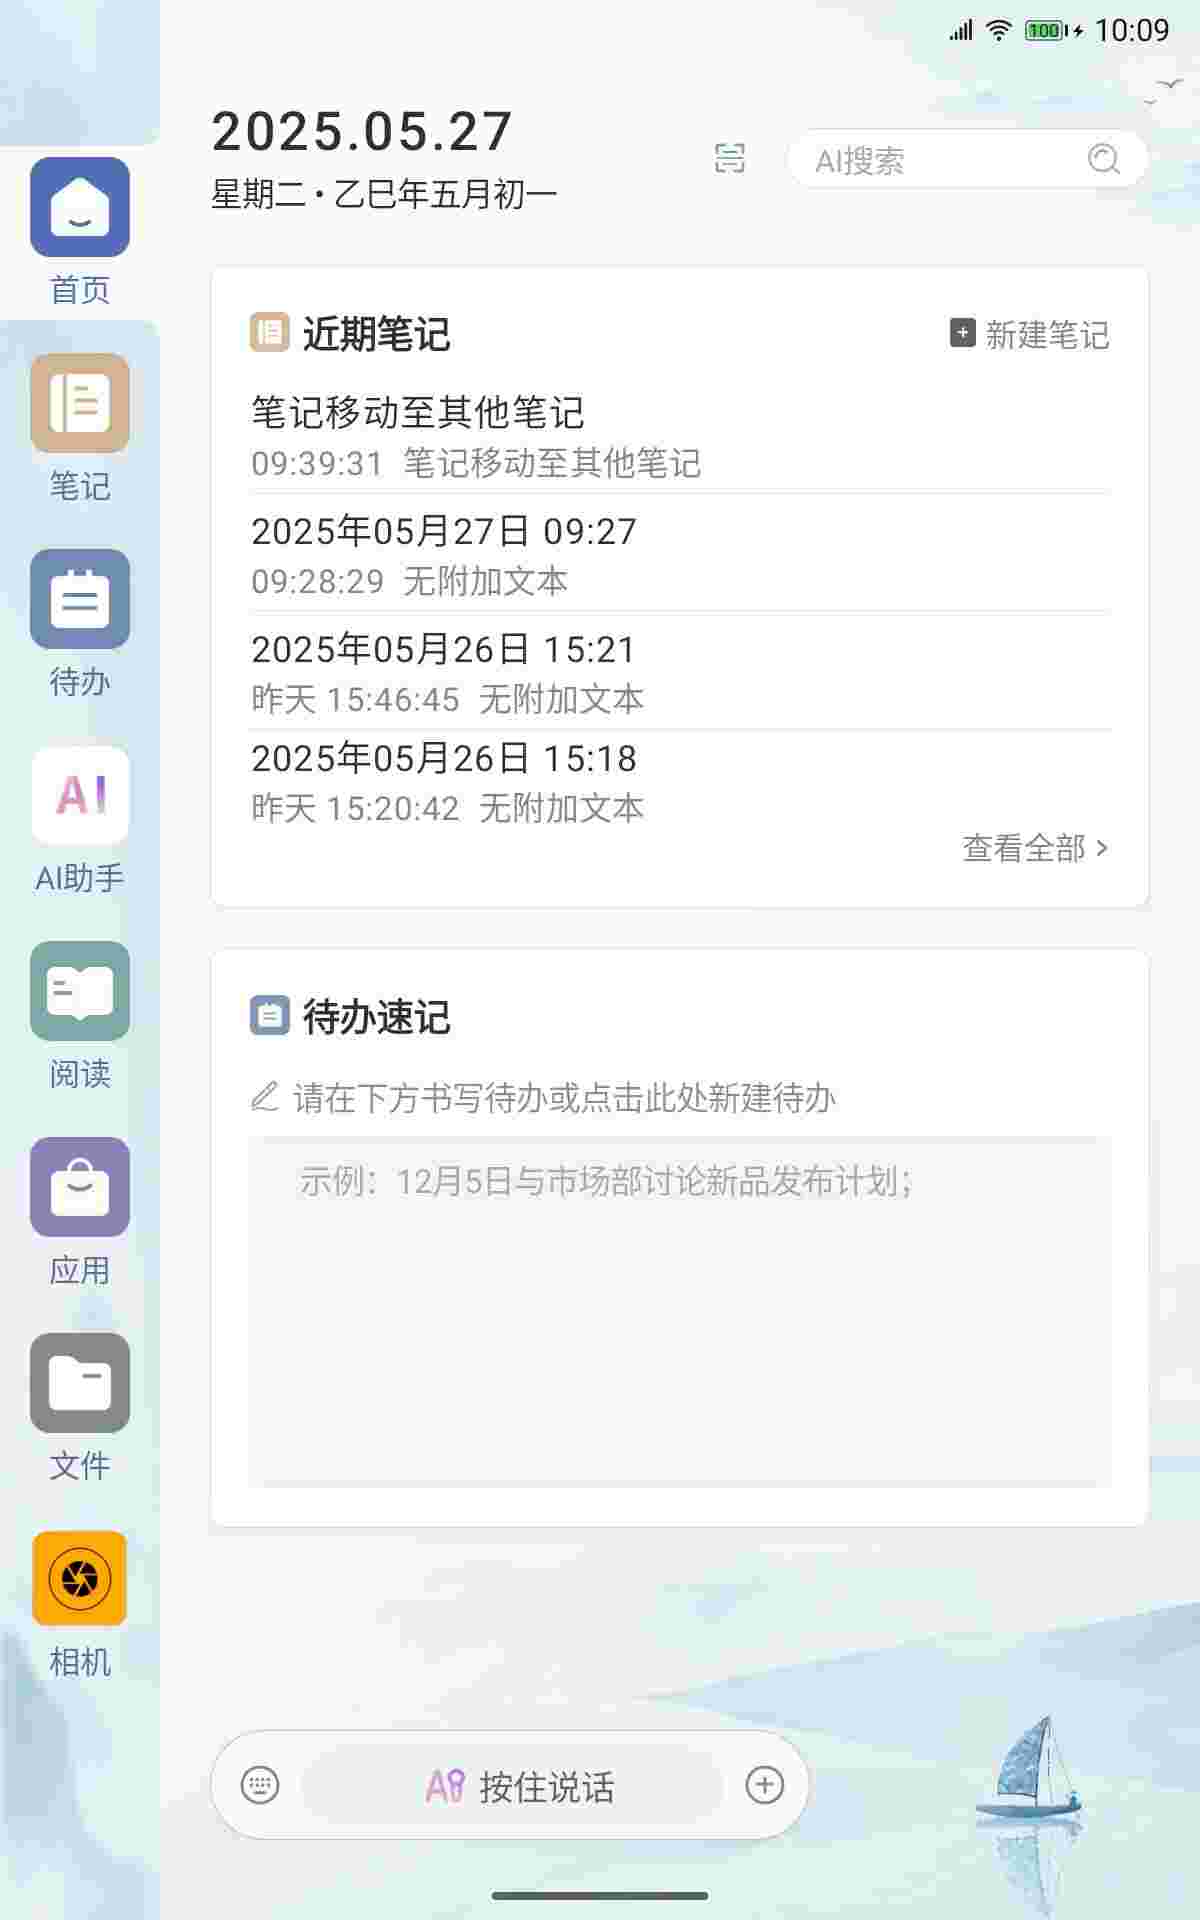 100 10:09
2025.05.27
星期二·乙巳年五月初一
AI搜索
首页
笔记
待办
AI
AI助手
阅读
应用
文件
相机
近期笔记
新建笔记
笔记移动至其他笔记
09:39:31 笔记移动至其他笔记
2025年05月27日 09:27
09:28:29 无附加文本
2025年05月26日 15:21
昨天 15:46:45 无附加文本
2025年05月26日 15:18
昨天 15:20:42 无附加文本
查看全部
待办速记
请在下方书写待办或点击此处新建待办
示例：12月5日与市场部讨论新品发布计划；
AI 按住说话